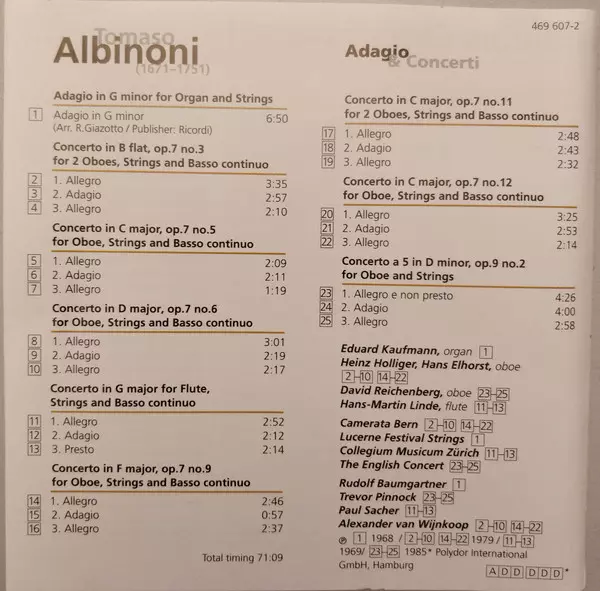 469 607-2
Tomaso
Albinoni
(1671–1751)
Adagio in G minor for Organ and Strings
1 Adagio in G minor 6:50
(Arr. R.Giazotto / Publisher: Ricordi)
Concerto in B flat, op.7 no.3
for 2 Oboes, Strings and Basso continuo
2 1. Allegro 3:35
3 2. Adagio 2:57
4 3. Allegro 2:10
Concerto in C major, op.7 no.5
for Oboe, Strings and Basso continuo
5 1. Allegro 2:09
6 2. Adagio 2:11
7 3. Allegro 1:19
Concerto in D major, op.7 no.6
for Oboe, Strings and Basso continuo
8 1. Allegro 3:01
9 2. Adagio 2:19
10 3. Allegro 2:17
Concerto in G major for Flute,
Strings and Basso continuo
11 1. Allegro 2:52
12 2. Adagio 2:12
13 3. Presto 2:14
Concerto in F major, op.7 no.9
for Oboe, Strings and Basso continuo
14 1. Allegro 2:46
15 2. Adagio 0:57
16 3. Allegro 2:37
Total timing 71:09
Adagio
& Concerti
Concerto in C major, op.7 no.11
for 2 Oboes, Strings and Basso continuo
17 1. Allegro 2:48
18 2. Adagio 2:43
19 3. Allegro 2:32
Concerto in C major, op.7 no.12
for 2 Oboes, Strings and Basso continuo
20 1. Allegro 3:25
21 2. Adagio 2:53
22 3. Allegro 2:14
Concerto a 5 in D minor, op.9 no.2
for Oboe and Strings
23 1. Allegro e non presto 4:26
24 2. Adagio 4:00
25 3. Allegro 2:58
Eduard Kaufmann, organ 1
Heinz Holliger, Hans Elhorst, oboe
2–10 14–22
David Reichenberg, oboe 23–25
Hans-Martin Linde, flute 11–13
Camerata Bern 2–10 14–22
Lucerne Festival Strings 1
Collegium Musicum Zürich 11–13
The English Concert 23–25
Rudolf Baumgartner 1
Trevor Pinnock 23–25
Paul Sacher 11–13
Alexander van Wijnkoop 2–10 14–22
℗ 1 1968 / 2–10 14–22 1979 / 11–13
1969/ 23–25 1985* Polydor International
GmbH, Hamburg
ADD DDD*